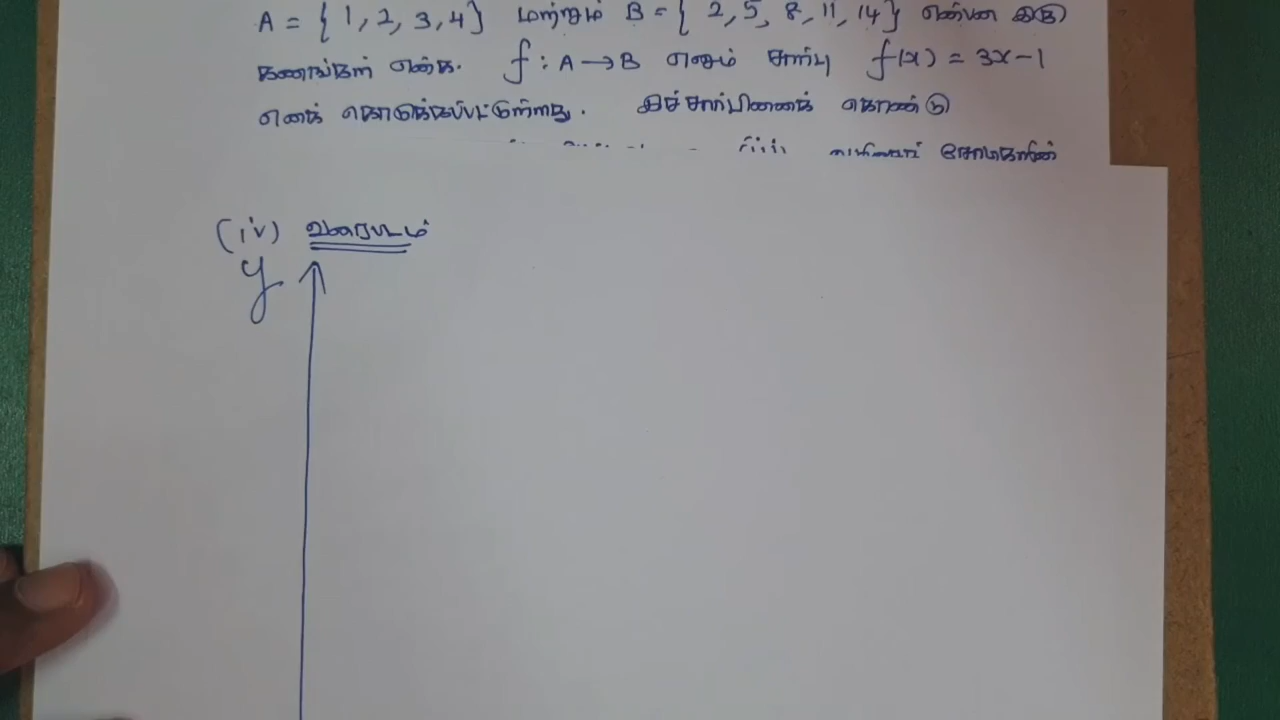 A = { 1, 2, 3, 4 } மற்றும் B = { 2, 5, 8, 11, 14 } என்பன இரு
கணங்கள் என்க. f : A → B எனும் சார்பு f(x) = 3x - 1
எனக் கொடுக்கப்பட்டுள்ளது. இச்சார்பினைக் கொண்டு
(iv) வரைபடம்
y